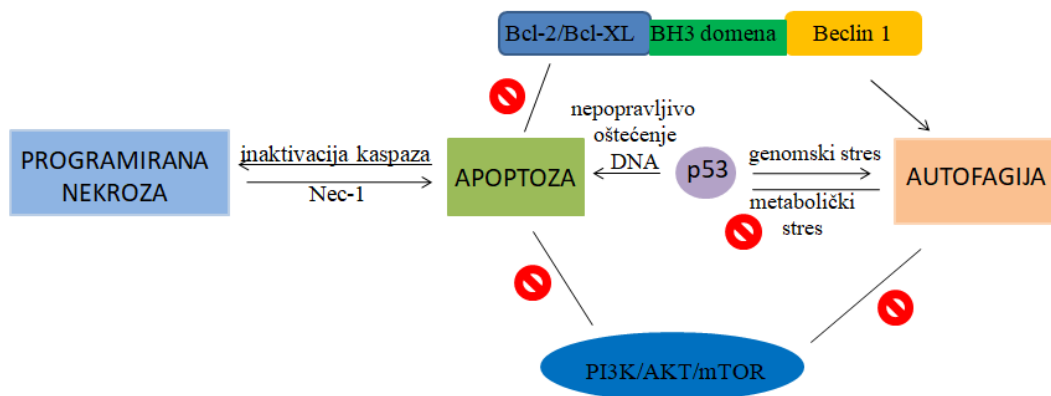 Bcl-2/Bcl-XL BH3 domena Beclin 1
nepopravljivo
oštećenje
DNA
PROGRAMIRANA
NEKROZA
inaktivacija kaspaza
Nec-1
APOPTOZA
p53
genomski stres
metabolički
stres
AUTOFAGIJA
PI3K/AKT/mTOR